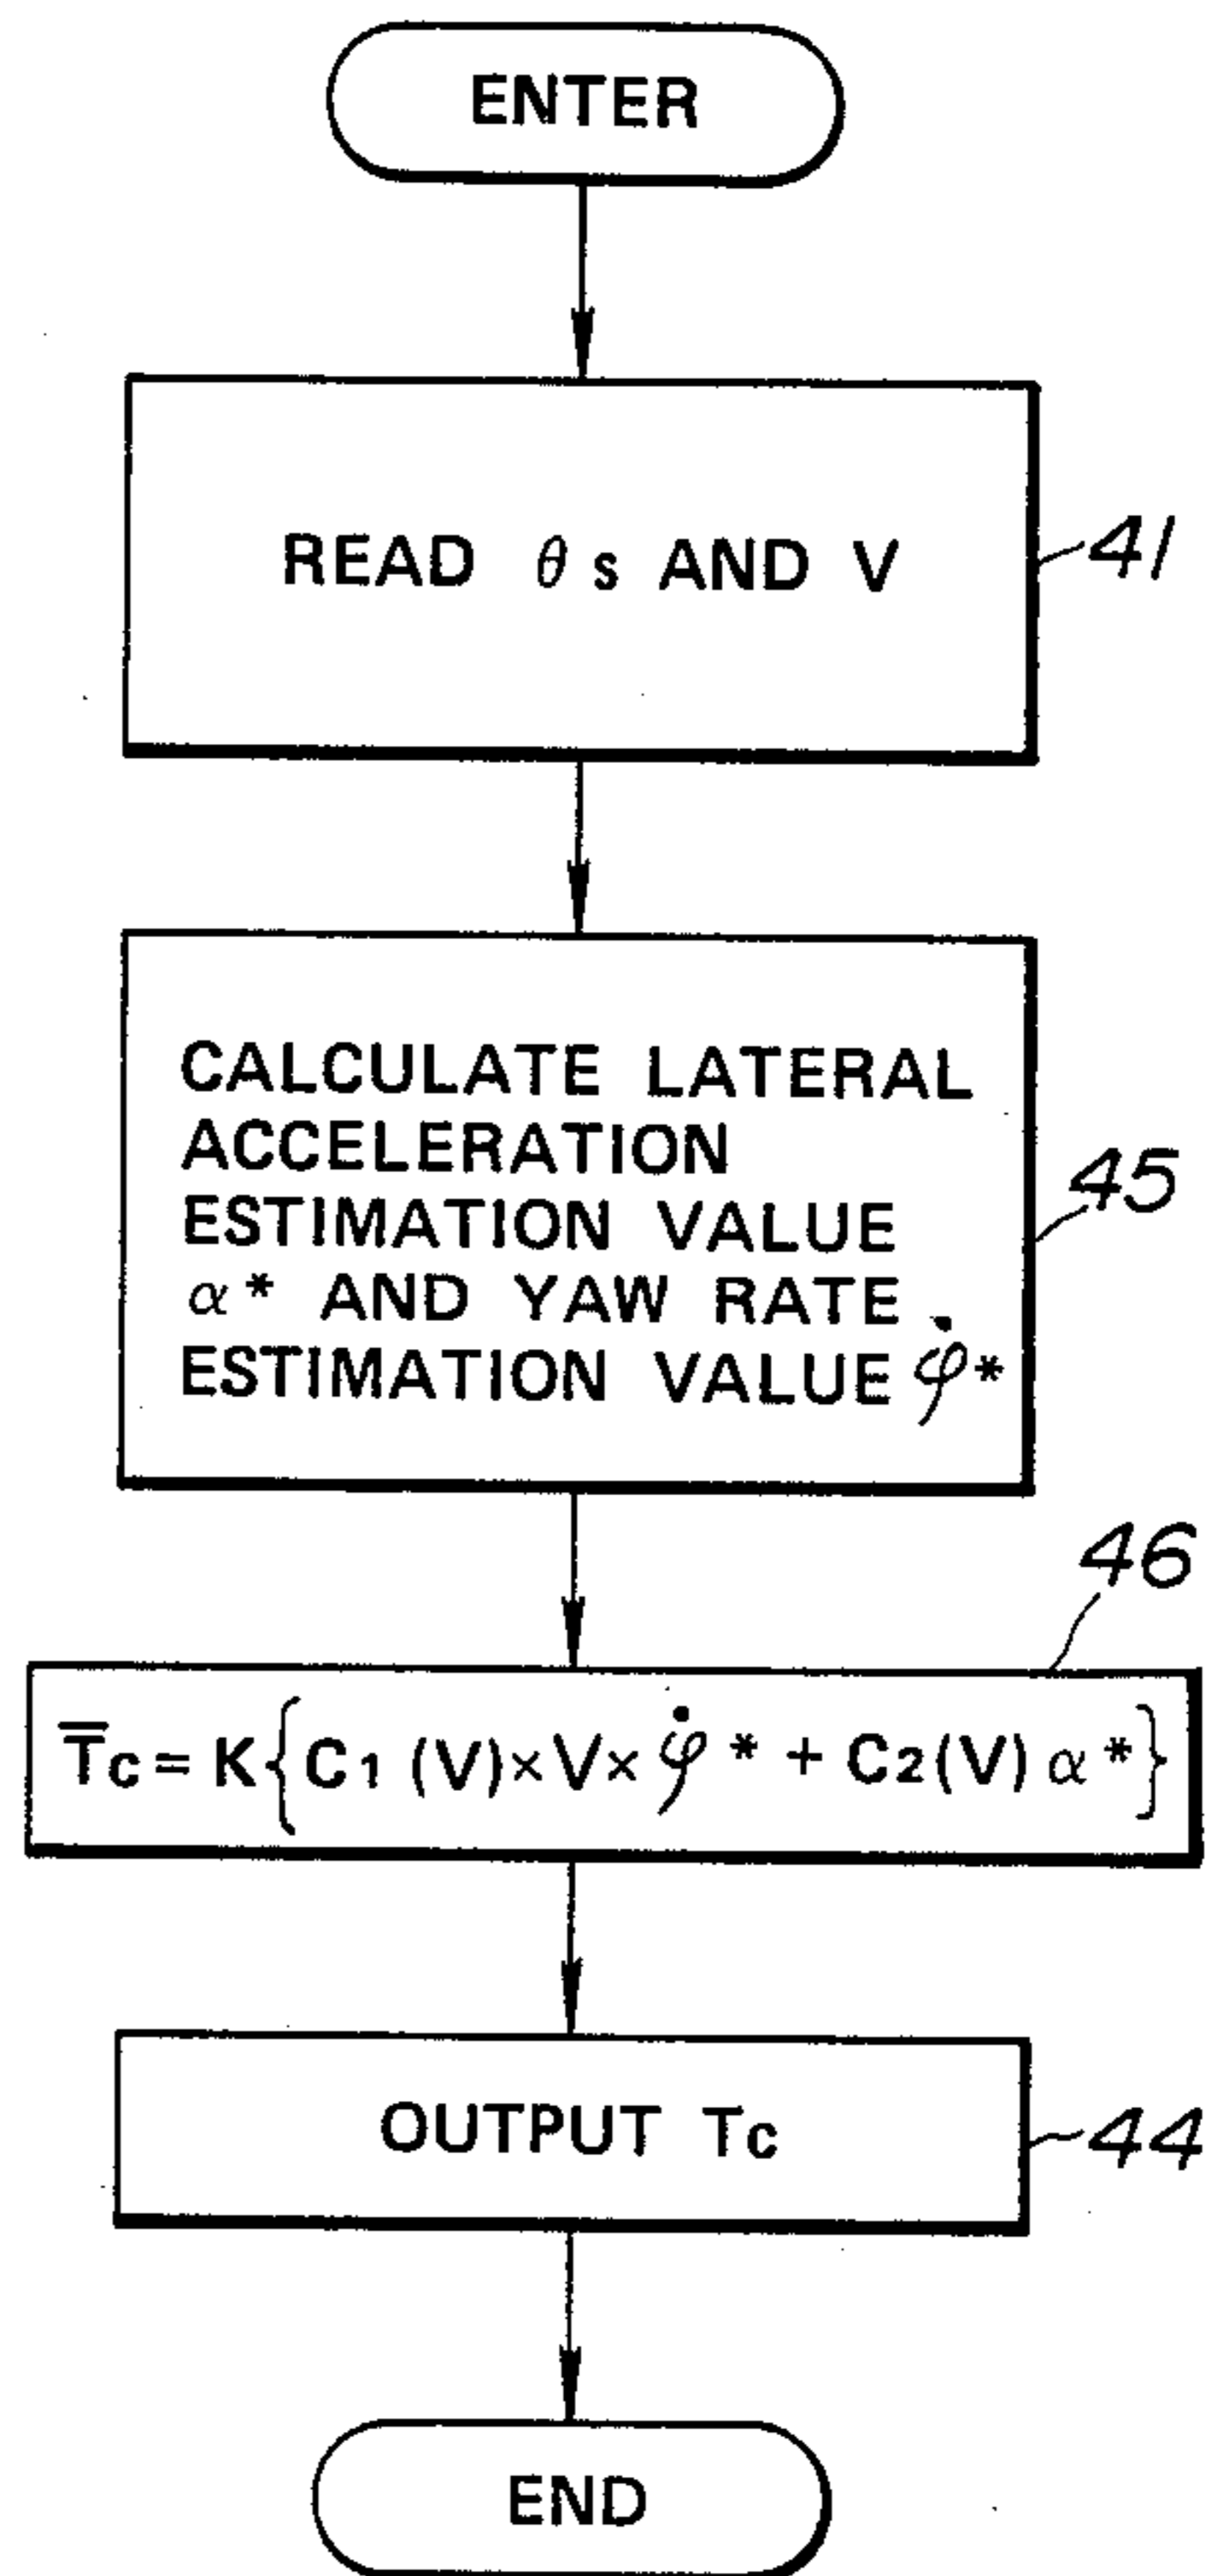 ENTER
READ θs AND V
41
CALCULATE LATERAL
ACCELERATION
ESTIMATION VALUE
α* AND YAW RATE
ESTIMATION VALUE φ̇*
45
46
T̅c = K{C1 (V)×V×φ̇* + C2(V) α*}
OUTPUT Tc
44
END